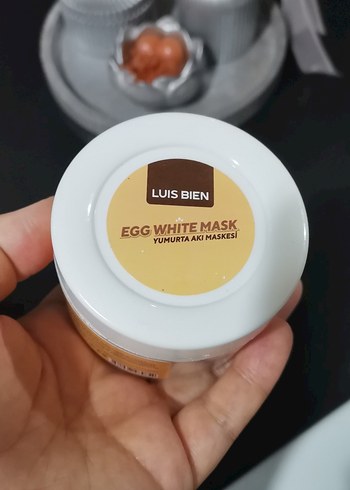 LUIS BIEN
EGG WHITE MASK
YUMURTA AKI MASKESİ